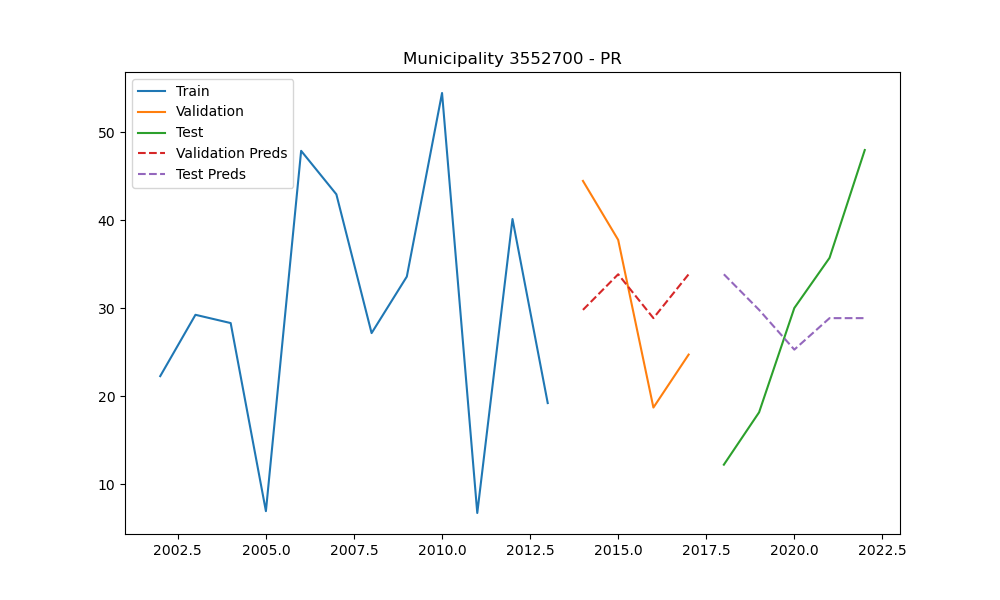 Municipality 3552700 - PR
Train
Validation
Test
Validation Preds
Test Preds
50
40
30
20
10
2002.5 2005.0 2007.5 2010.0 2012.5 2015.0 2017.5 2020.0 2022.5